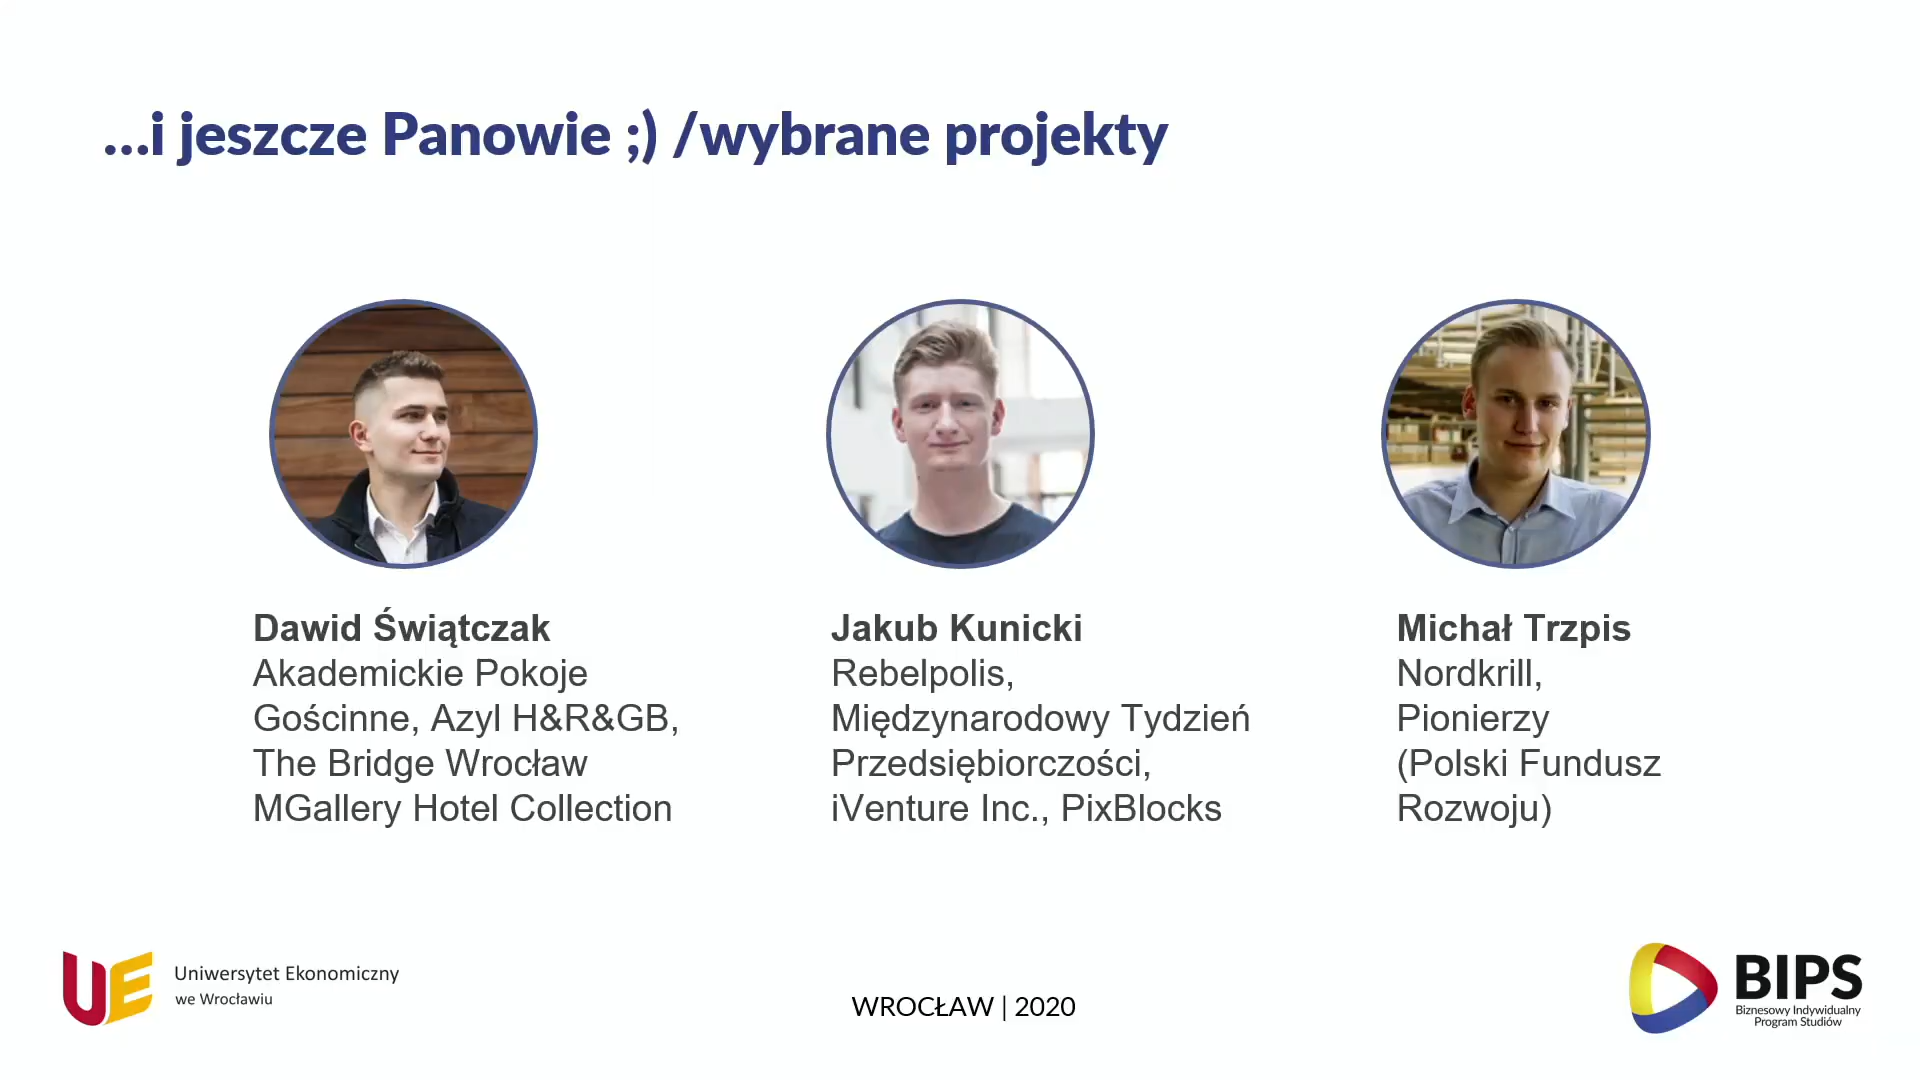 ...i jeszcze Panowie ;) /wybrane projekty
Dawid Świątczak
Akademickie Pokoje
Gościnne, Azyl H&R&GB,
The Bridge Wrocław
MGallery Hotel Collection
Jakub Kunicki
Rebelpolis,
Międzynarodowy Tydzień
Przedsiębiorczości,
iVenture Inc., PixBlocks
Michał Trzpis
Nordkrill,
Pionierzy
(Polski Fundusz
Rozwoju)
UE
Uniwersytet Ekonomiczny
we Wrocławiu
WROCŁAW | 2020
BIPS
Biznesowy Indywidualny
Program Studiów